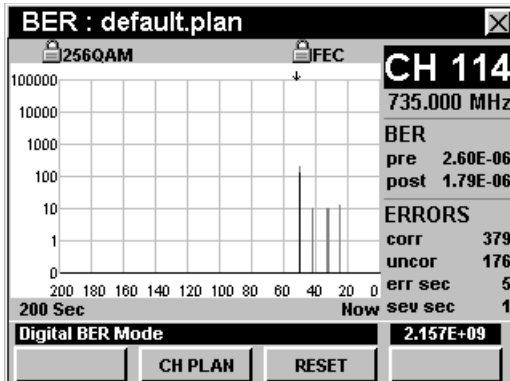 BER : default.plan
256QAM
FEC
CH 114
735.000 MHz
BER
pre 2.60E-06
post 1.79E-06
ERRORS
corr 379
uncor 176
err sec 5
sev sec 1
100000
10000
1000
100
10
1
0
200 180 160 140 120 100 80 60 40 20 0
200 Sec
Now
Digital BER Mode
2.157E+09
CH PLAN
RESET